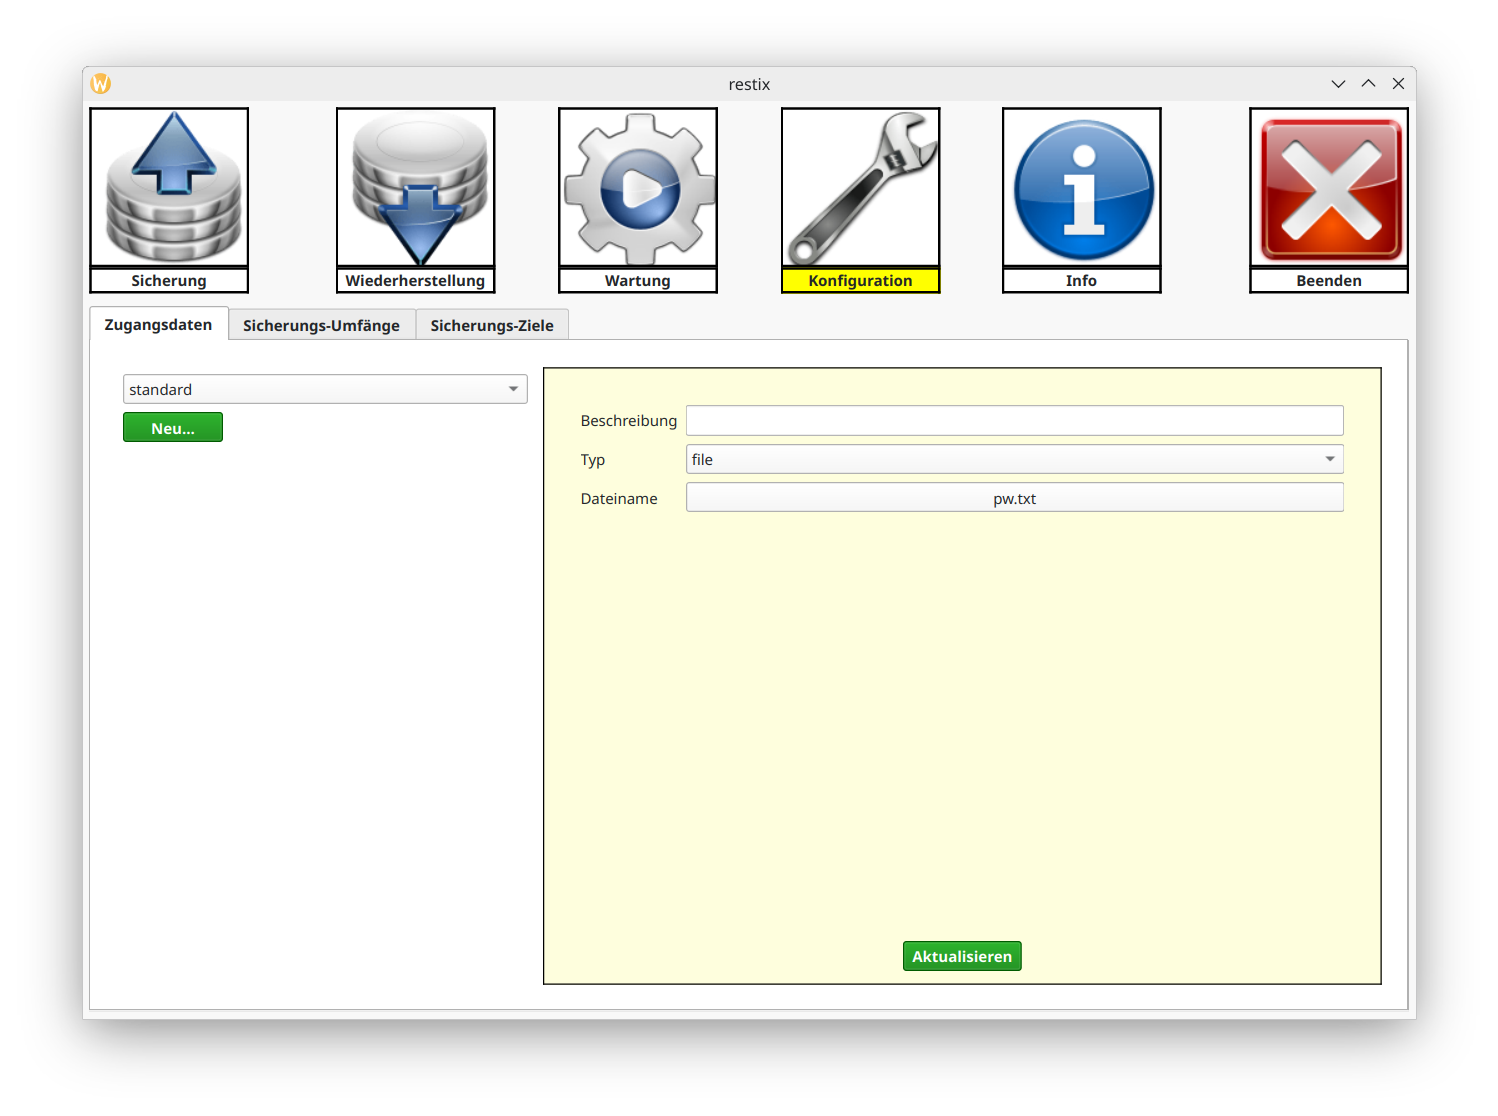 restix
Sicherung
Wiederherstellung
Wartung
Konfiguration
Info
Beenden
Zugangsdaten
Sicherungs-Umfänge
Sicherungs-Ziele
standard
Neu...
Beschreibung
Typ
file
Dateiname
pw.txt
Aktualisieren